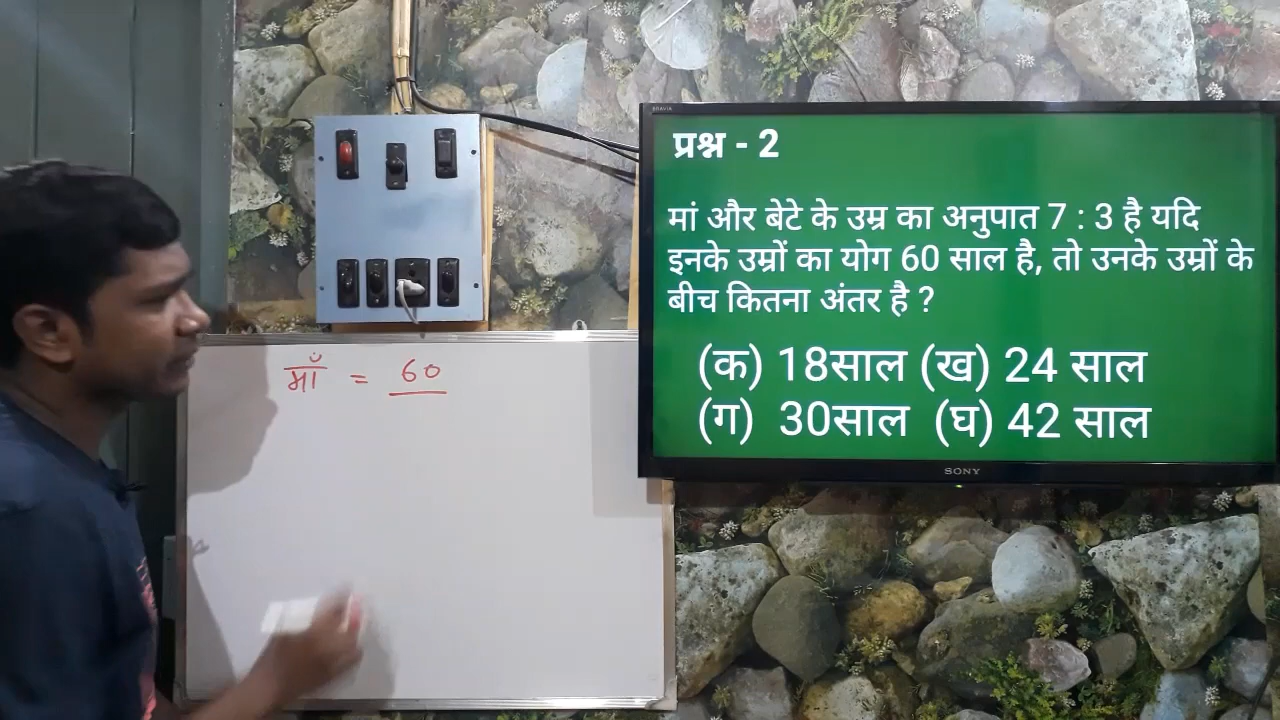 BRAVIA
प्रश्न - 2
मां और बेटे के उम्र का अनुपात 7 : 3 है यदि
इनके उम्रों का योग 60 साल है, तो उनके उम्रों के
बीच कितना अंतर है ?
(क) 18साल (ख) 24 साल
(ग) 30साल (घ) 42 साल
SONY
माँ = 60